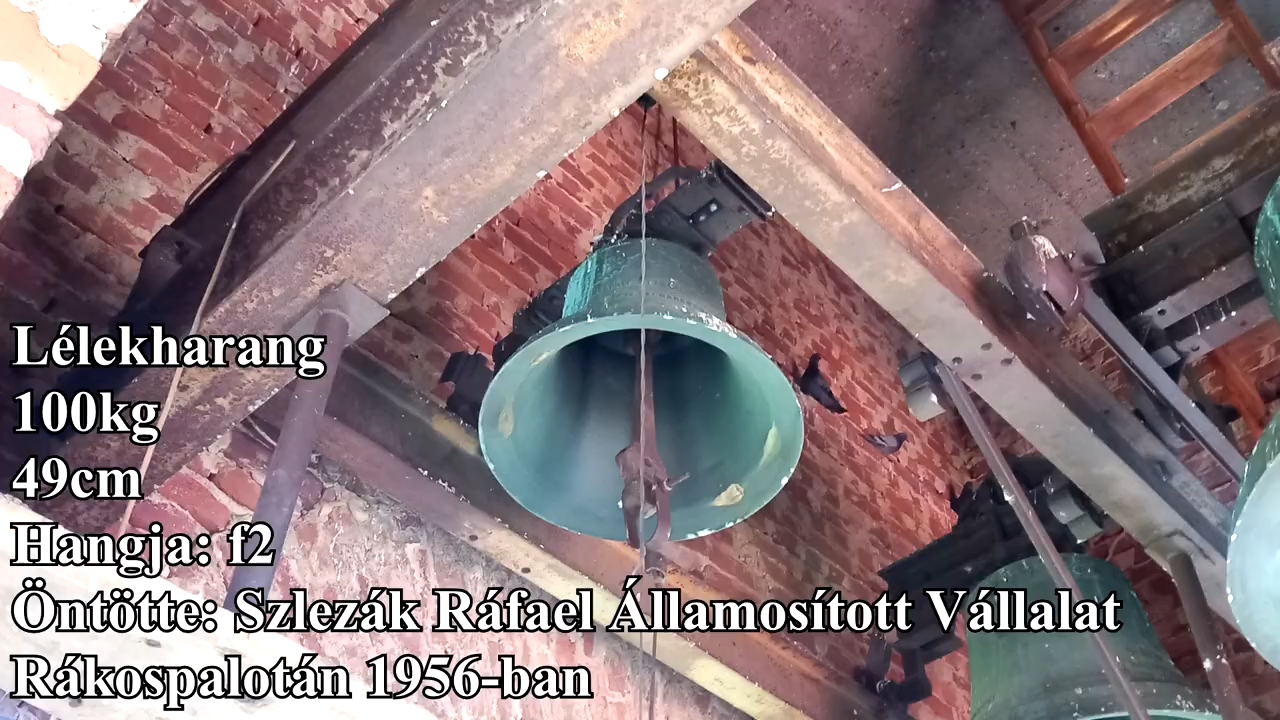 Lélekharang
100kg
49cm
Hangja: f2
Öntötte: Szlezák Ráfael Államosított Vállalat
Rákospalotán 1956-ban